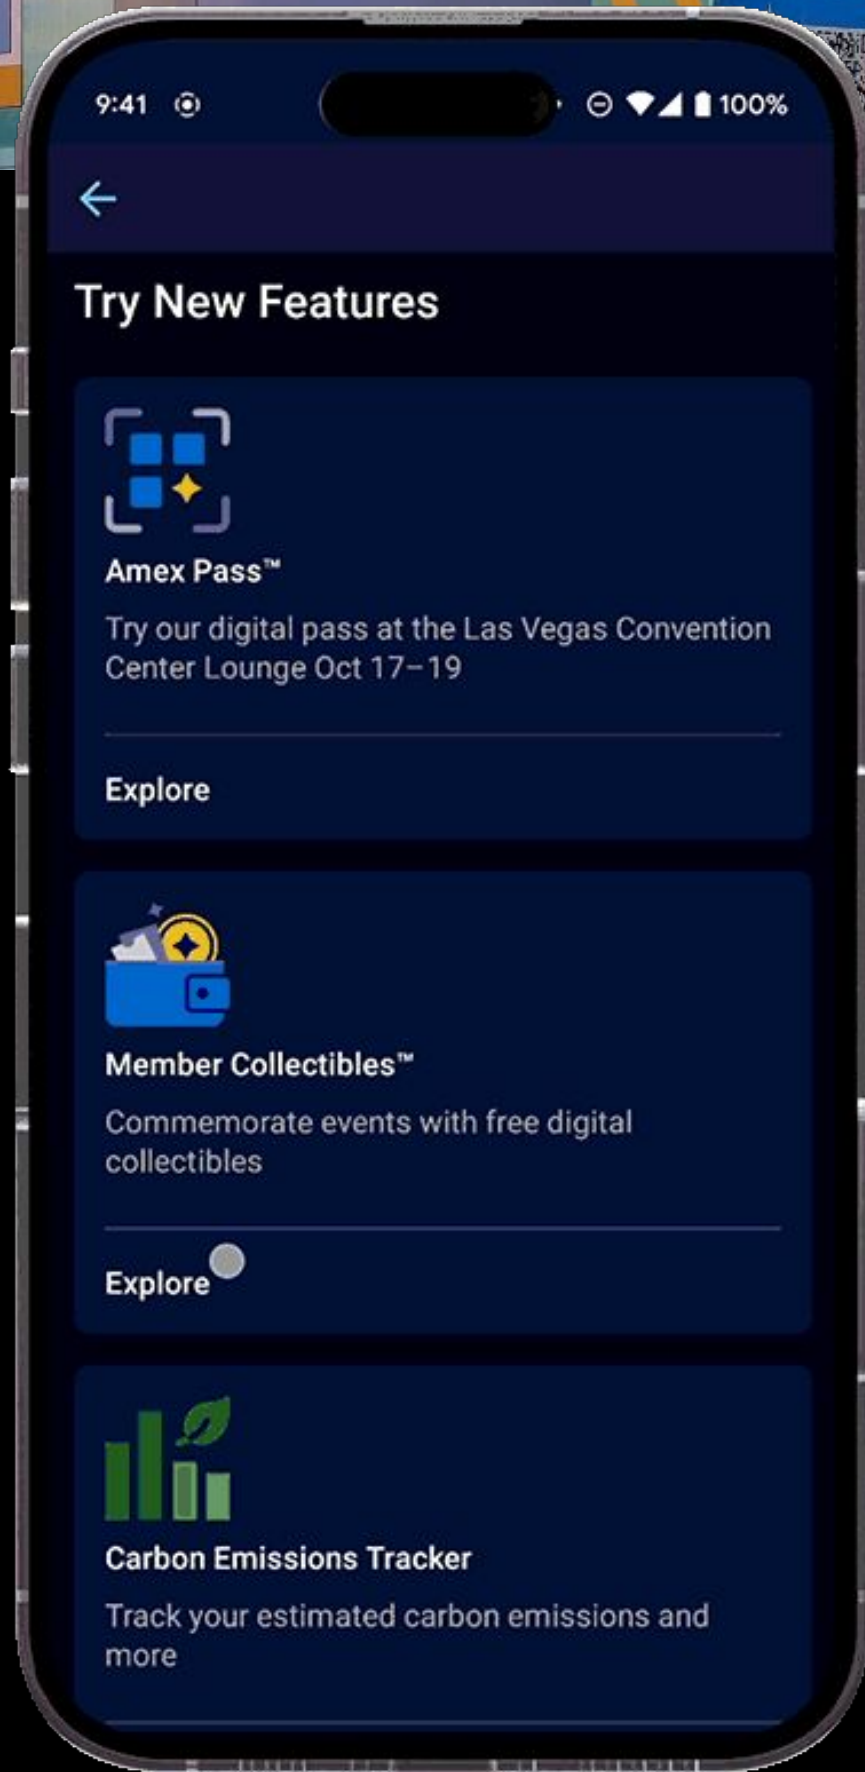 9:41
100%
Try New Features
Amex Pass™
Try our digital pass at the Las Vegas Convention
Center Lounge Oct 17–19
Explore
Member Collectibles™
Commemorate events with free digital
collectibles
Explore
Carbon Emissions Tracker
Track your estimated carbon emissions and
more